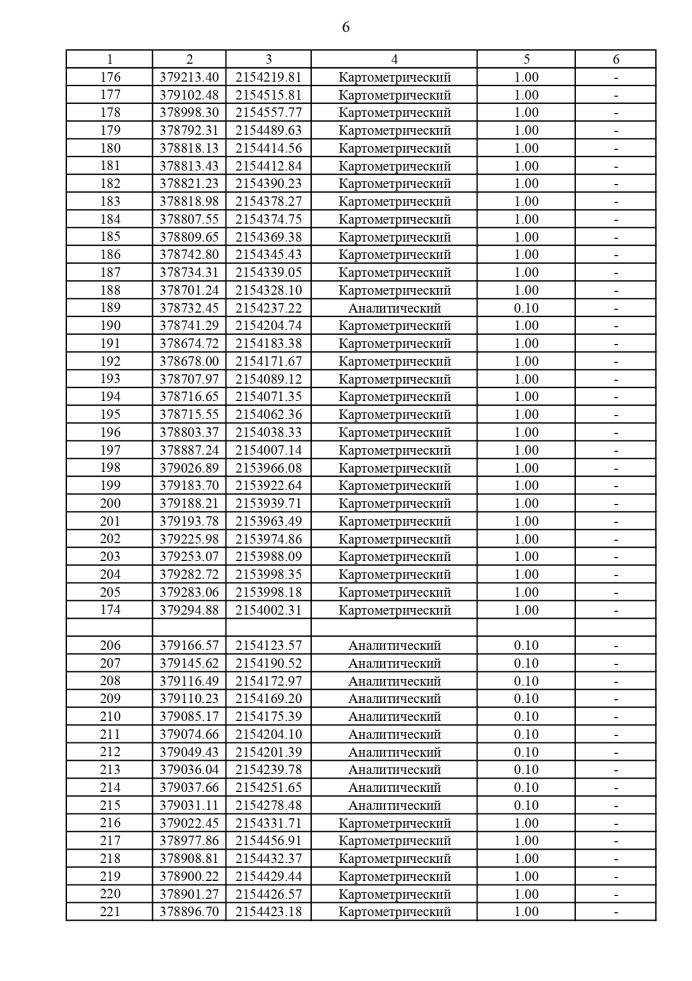 6
1 2 3 4 5 6
176 379213.40 2154219.81 Картометрический 1.00 -
177 379102.48 2154515.81 Картометрический 1.00 -
178 378998.30 2154557.77 Картометрический 1.00 -
179 378792.31 2154489.63 Картометрический 1.00 -
180 378818.13 2154414.56 Картометрический 1.00 -
181 378813.43 2154412.84 Картометрический 1.00 -
182 378821.23 2154390.23 Картометрический 1.00 -
183 378818.98 2154378.27 Картометрический 1.00 -
184 378807.55 2154374.75 Картометрический 1.00 -
185 378809.65 2154369.38 Картометрический 1.00 -
186 378742.80 2154345.43 Картометрический 1.00 -
187 378734.31 2154339.05 Картометрический 1.00 -
188 378701.24 2154328.10 Картометрический 1.00 -
189 378732.45 2154237.22 Аналитический 0.10 -
190 378741.29 2154204.74 Картометрический 1.00 -
191 378674.72 2154183.38 Картометрический 1.00 -
192 378678.00 2154171.67 Картометрический 1.00 -
193 378707.97 2154089.12 Картометрический 1.00 -
194 378716.65 2154071.35 Картометрический 1.00 -
195 378715.55 2154062.36 Картометрический 1.00 -
196 378803.37 2154038.33 Картометрический 1.00 -
197 378887.24 2154007.14 Картометрический 1.00 -
198 379026.89 2153966.08 Картометрический 1.00 -
199 379183.70 2153922.64 Картометрический 1.00 -
200 379188.21 2153939.71 Картометрический 1.00 -
201 379193.78 2153963.49 Картометрический 1.00 -
202 379225.98 2153974.86 Картометрический 1.00 -
203 379253.07 2153988.09 Картометрический 1.00 -
204 379282.72 2153998.35 Картометрический 1.00 -
205 379283.06 2153998.18 Картометрический 1.00 -
174 379294.88 2154002.31 Картометрический 1.00 -
206 379166.57 2154123.57 Аналитический 0.10 -
207 379145.62 2154190.52 Аналитический 0.10 -
208 379116.49 2154172.97 Аналитический 0.10 -
209 379110.23 2154169.20 Аналитический 0.10 -
210 379085.17 2154175.39 Аналитический 0.10 -
211 379074.66 2154204.10 Аналитический 0.10 -
212 379049.43 2154201.39 Аналитический 0.10 -
213 379036.04 2154239.78 Аналитический 0.10 -
214 379037.66 2154251.65 Аналитический 0.10 -
215 379031.11 2154278.48 Аналитический 0.10 -
216 379022.45 2154331.71 Картометрический 1.00 -
217 378977.86 2154456.91 Картометрический 1.00 -
218 378908.81 2154432.37 Картометрический 1.00 -
219 378900.22 2154429.44 Картометрический 1.00 -
220 378901.27 2154426.57 Картометрический 1.00 -
221 378896.70 2154423.18 Картометрический 1.00 -